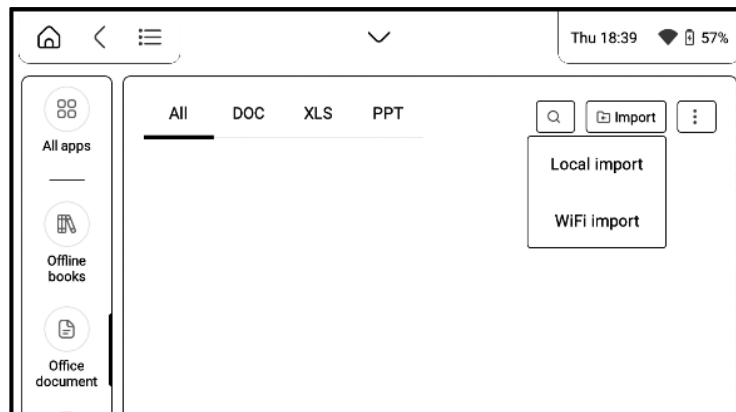 Thu 18:39 57%
All apps
Offline
books
Office
document
All DOC XLS PPT
Import
Local import
WiFi import